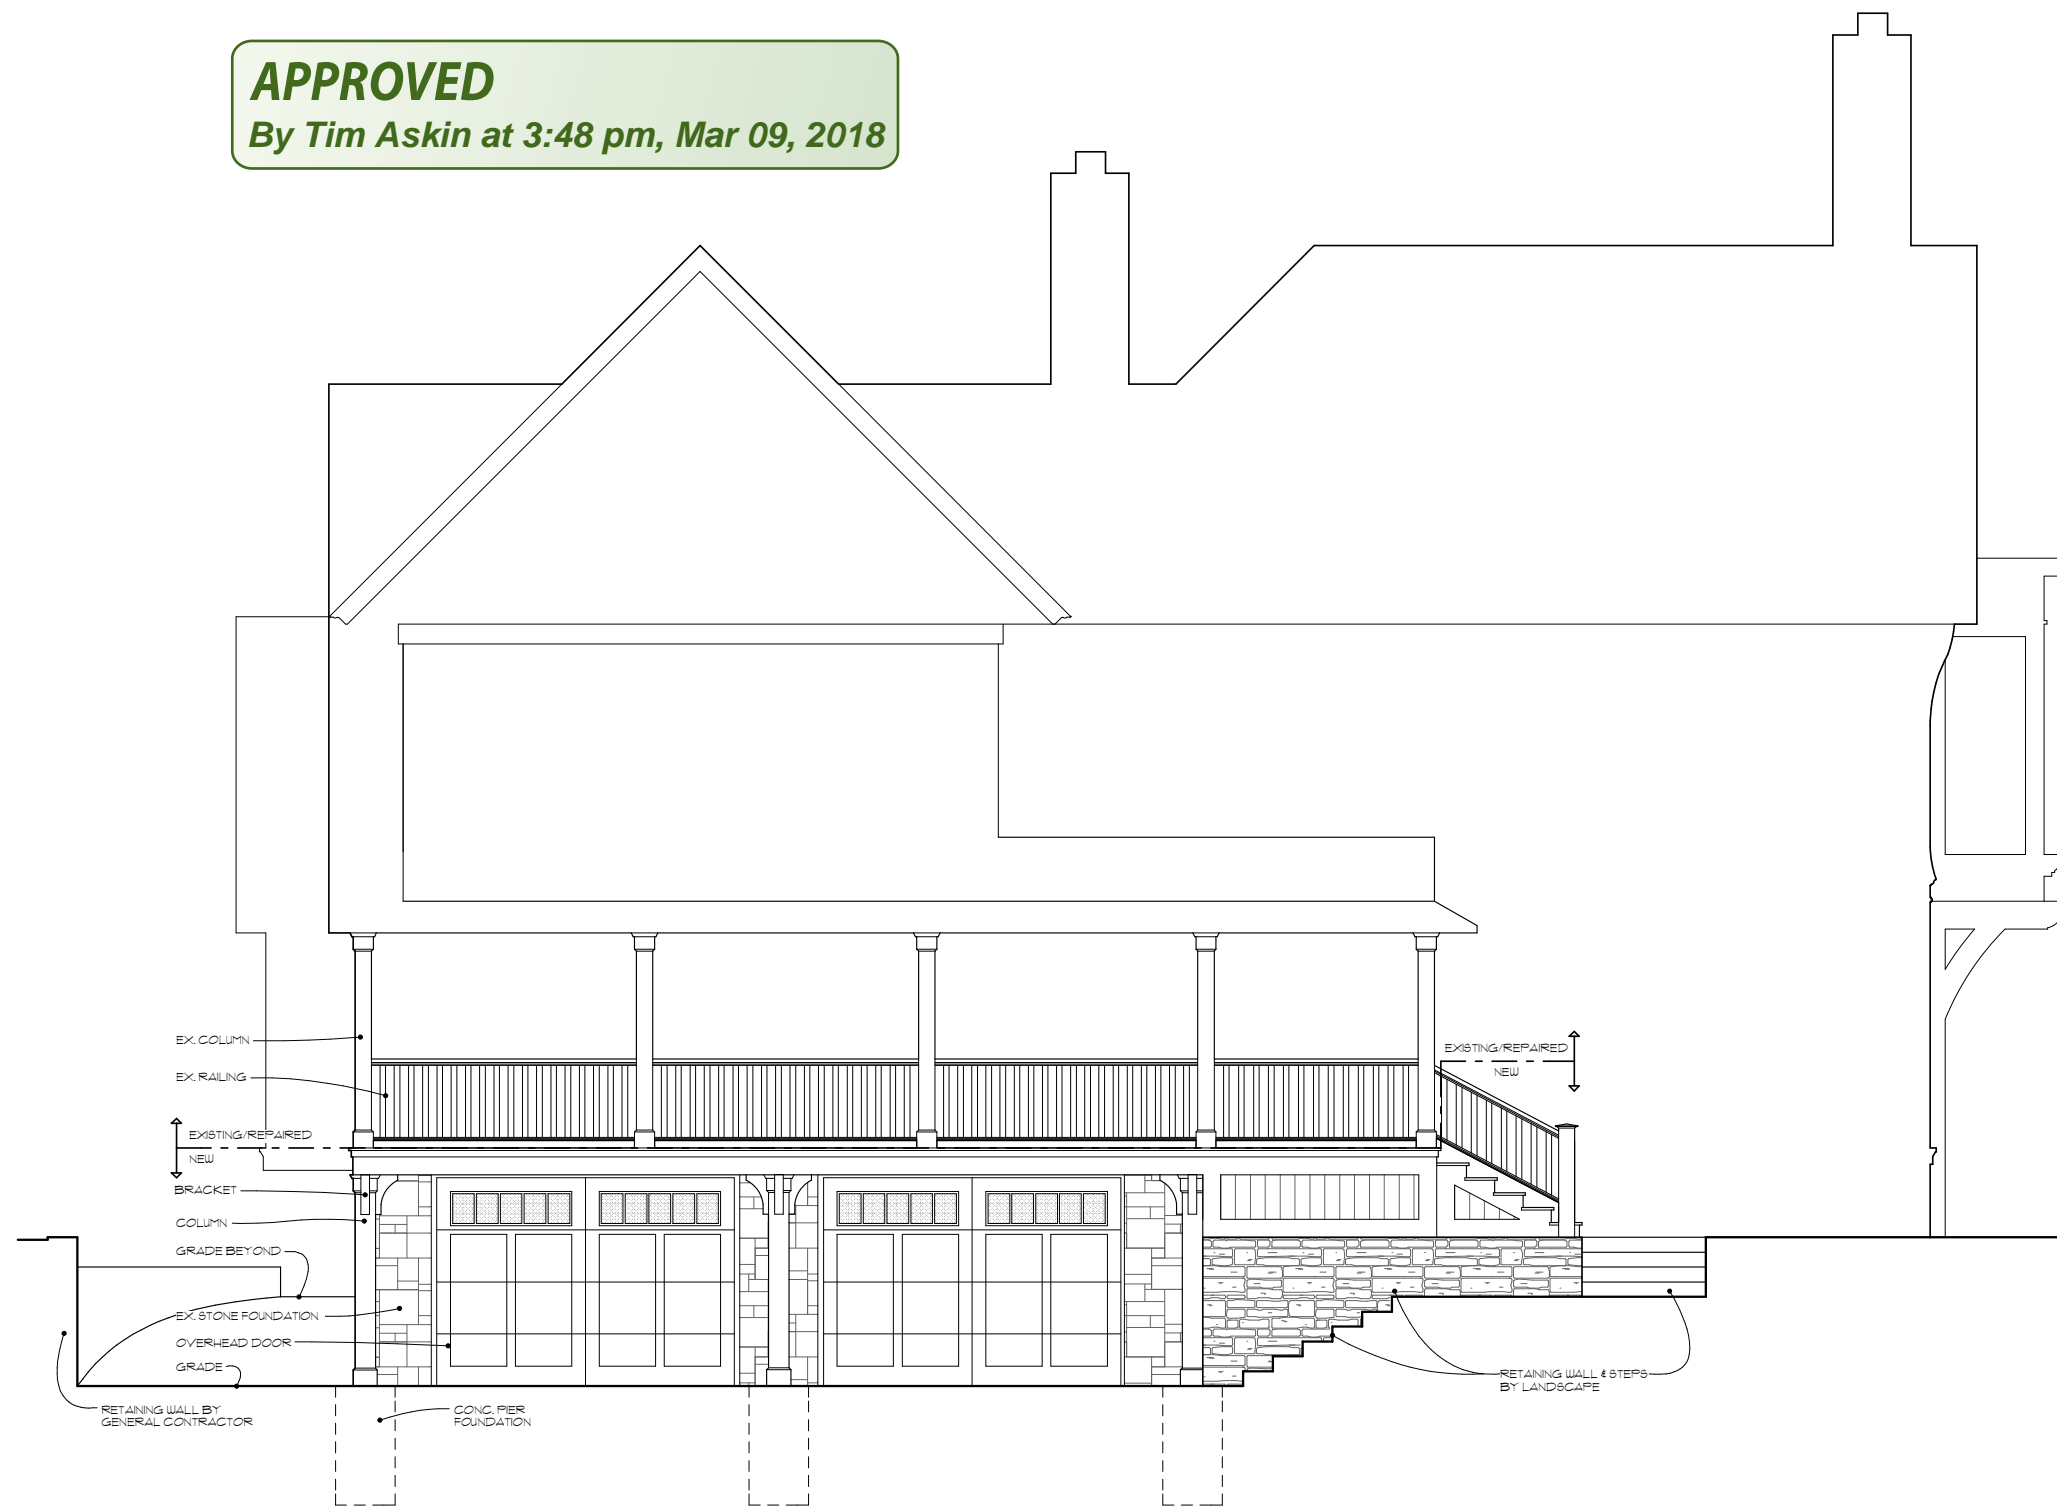 APPROVED
By Tim Askin at 3:48 pm, Mar 09, 2018
EX. COLUMN
EXISTING/REPAIRED
NEW
EX. RAILING
EXISTING/REPAIRED
NEW
BRACKET
COLUMN
GRADE BEYOND
EX. STONE FOUNDATION
OVERHEAD DOOR
GRADE
RETAINING WALL & STEPS
BY LANDSCAPE
RETAINING WALL BY
GENERAL CONTRACTOR
CONC. PIER
FOUNDATION